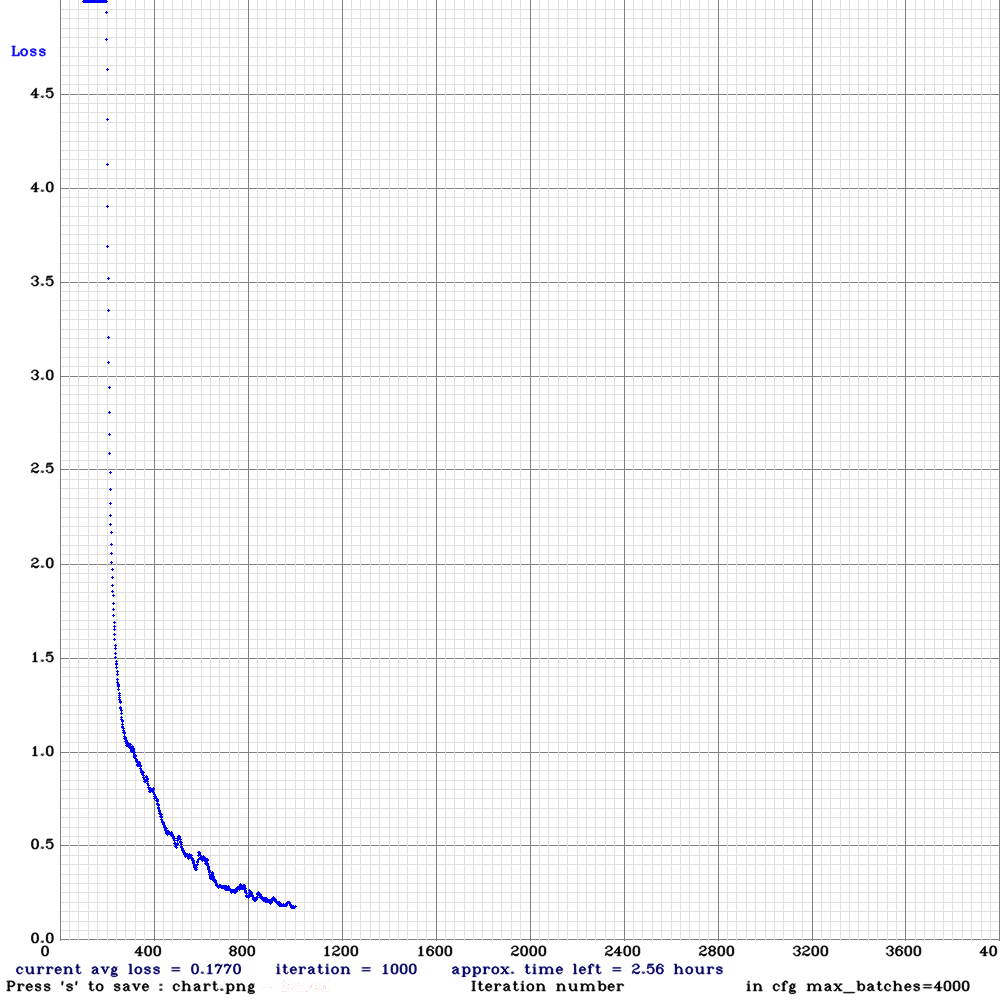 Loss
4.5
4.0
3.5
3.0
2.5
2.0
1.5
1.0
0.5
0.0
0 400 800 1200 1600 2000 2400 2800 3200 3600 40
current avg loss = 0.1770 iteration = 1000 approx. time left = 2.56 hours
Press 's' to save : chart.png Iteration number in cfg max_batches=4000